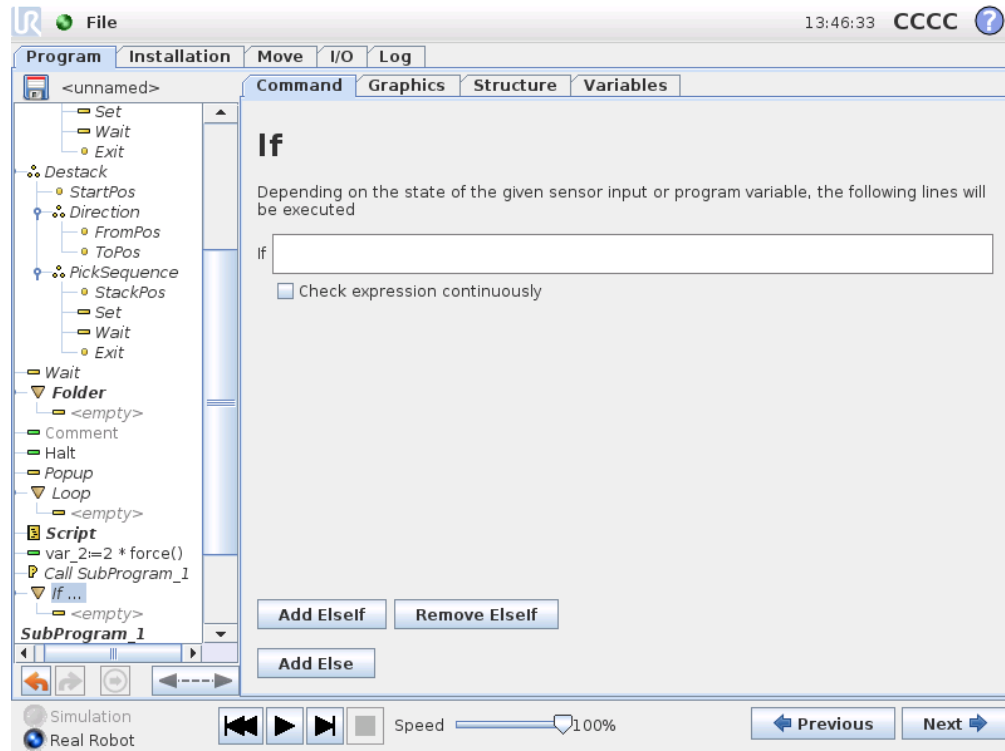 UR File 13:46:33 CCCC ?
Program Installation Move I/O Log
<unnamed>
Command Graphics Structure Variables
Set
Wait
Exit
Destack
StartPos
Direction
FromPos
ToPos
PickSequence
StackPos
Set
Wait
Exit
Wait
Folder
<empty>
Comment
Halt
Popup
Loop
<empty>
Script
var_2:=2 * force()
P Call SubProgram_1
If ...
<empty>
SubProgram_1
If
Depending on the state of the given sensor input or program variable, the following lines will
be executed
If
Check expression continuously
Add ElseIf Remove ElseIf
Add Else
Simulation
Real Robot
Speed 100%
Previous Next